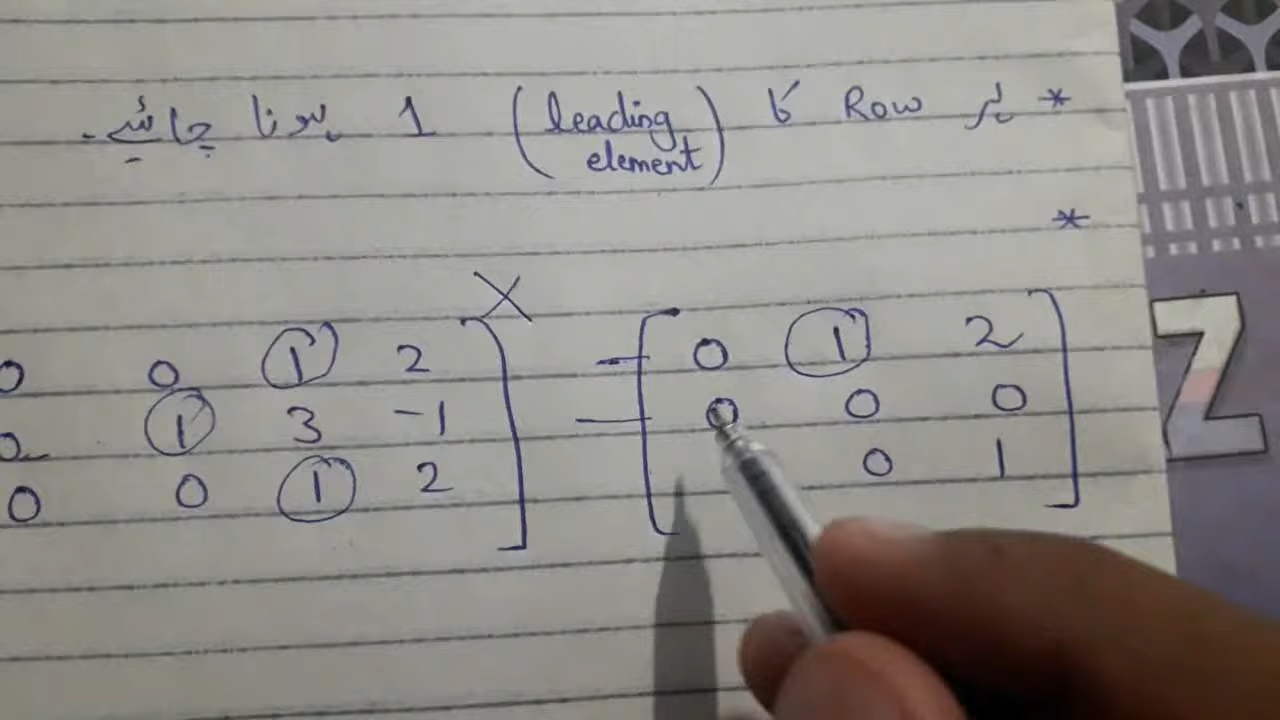 * ہر Row کا (leading element) 1 ہونا چاہئے۔
*
X
0 0 1 2
0 1 3 -1
0 0 1 2
0 1 2
0 0 0
0 1
Z